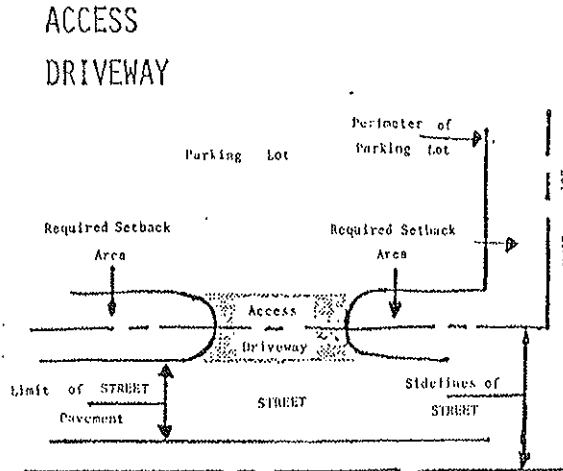 ACCESS
DRIVEWAY
Perimeter of
Parking Lot
Parking Lot
Required Setback
Area
Required Setback
Area
Access
Driveway
Limit of STREET
Pavement
STREET
Sidelines of
STREET